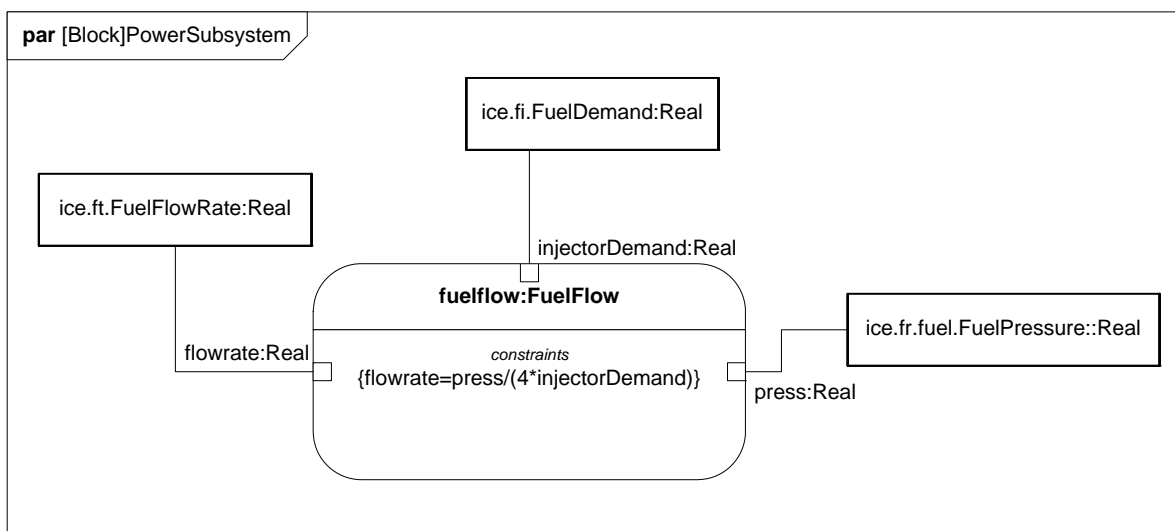 par [Block]PowerSubsystem
ice.fi.FuelDemand:Real
ice.ft.FuelFlowRate:Real
injectorDemand:Real
fuelflow:FuelFlow
ice.fr.fuel.FuelPressure::Real
flowrate:Real
constraints
{flowrate=press/(4*injectorDemand)}
press:Real